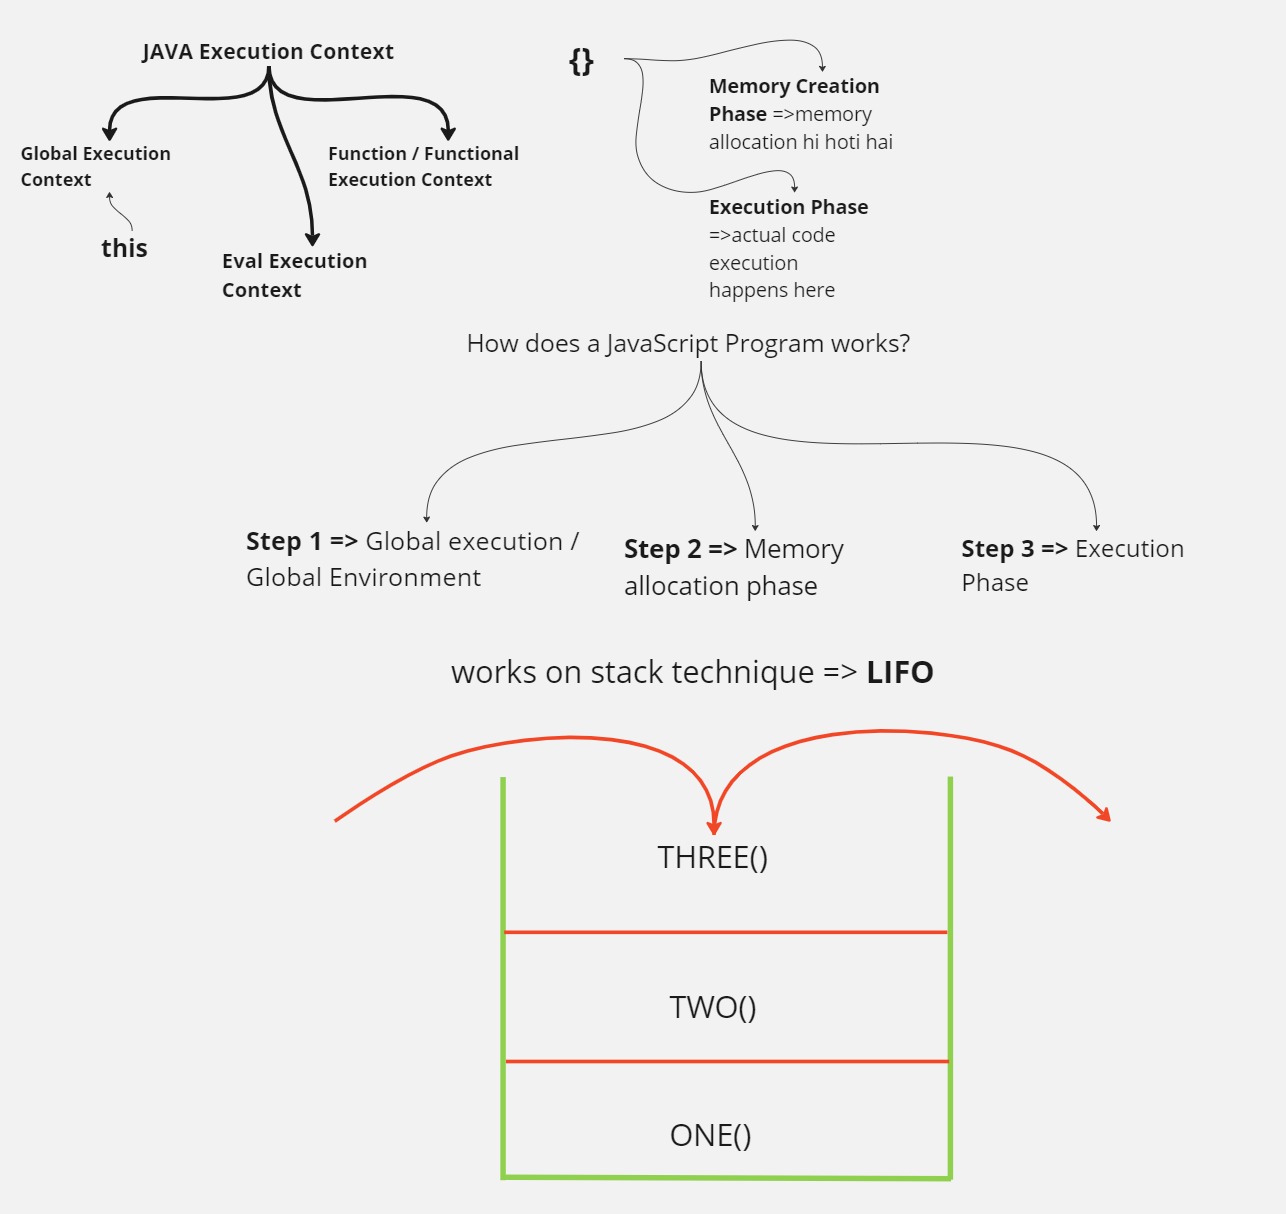 JAVA Execution Context
Global Execution
Context
this
Eval Execution
Context
Function / Functional
Execution Context
{}
Memory Creation
Phase =>memory
allocation hi hoti hai
Execution Phase
=>actual code
execution
happens here
How does a JavaScript Program works?
Step 1 => Global execution /
Global Environment
Step 2 => Memory
allocation phase
Step 3 => Execution
Phase
works on stack technique => LIFO
THREE()
TWO()
ONE()